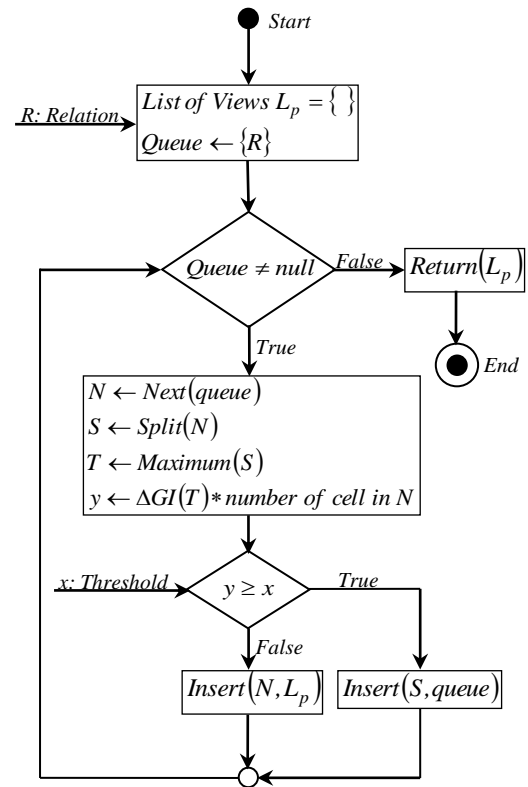 Start
List of Views L_p = { }
R: Relation
Queue ← {R}
Queue ≠ null
False
Return(L_p)
True
End
N ← Next(queue)
S ← Split(N)
T ← Maximum(S)
y ← ΔGI(T) * number of cell in N
x: Threshold
y ≥ x
True
False
Insert(N, L_p)
Insert(S, queue)